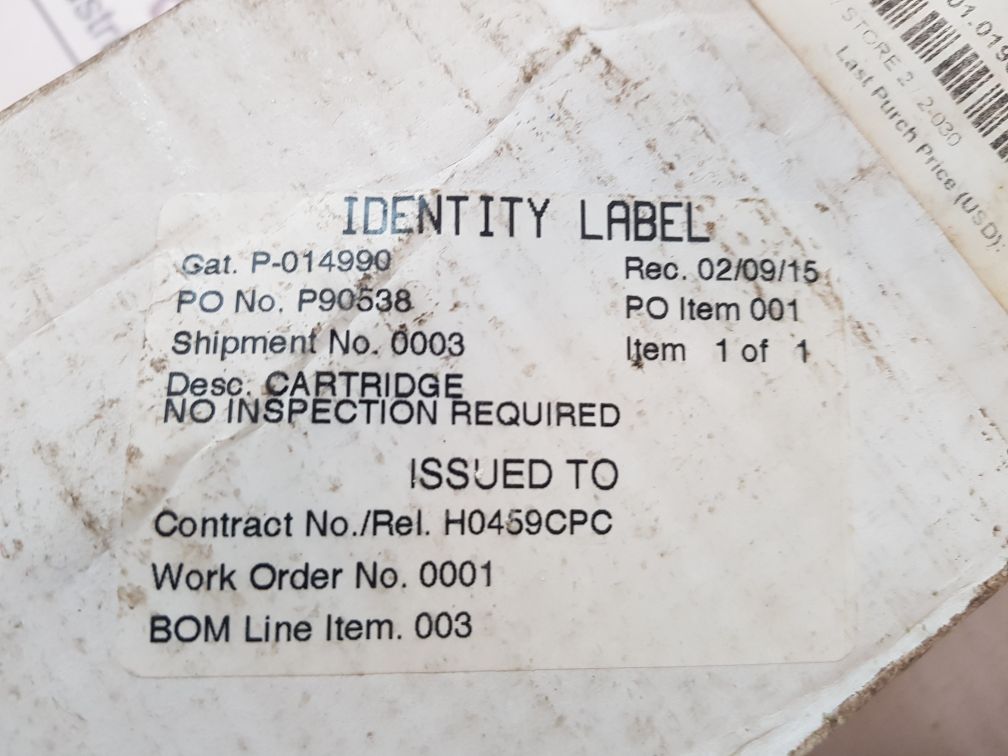 STORE 2 / 2-030
Last Purch Price (USD):
IDENTITY LABEL
Cat. P-014990
Rec. 02/09/15
PO No. P90538
PO Item 001
Shipment No. 0003
Item 1 of 1
Desc. CARTRIDGE
NO INSPECTION REQUIRED
ISSUED TO
Contract No./Rel. H0459CPC
Work Order No. 0001
BOM Line Item. 003